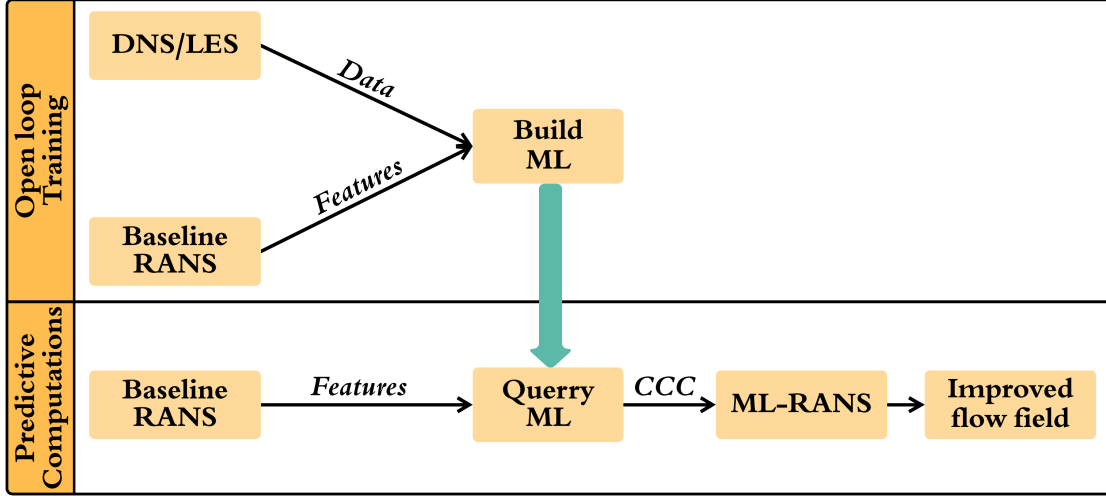 Open loop
Training
DNS/LES
Data
Build
ML
Features
Baseline
RANS
Predictive
Computations
Baseline
RANS
Features
Querry
ML
CCC
ML-RANS
Improved
flow field